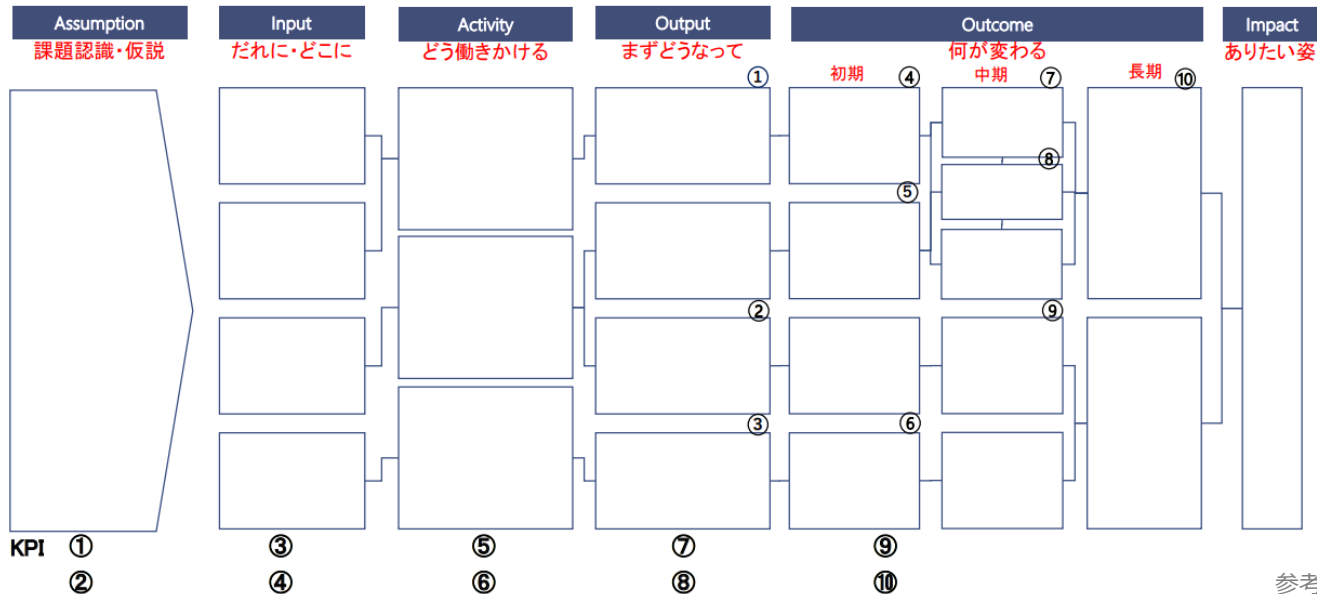 Assumption Input Activity Output Outcome Impact
課題認識・仮説 だれに・どこに どう働きかける まずどうなって 何が変わる ありたい姿
① 初期 ④ 中期 ⑦ 長期 ⑩
⑧
⑤
② ⑨
③ ⑥
KPI ① ③ ⑤ ⑦ ⑨
② ④ ⑥ ⑧ ⑩
参考